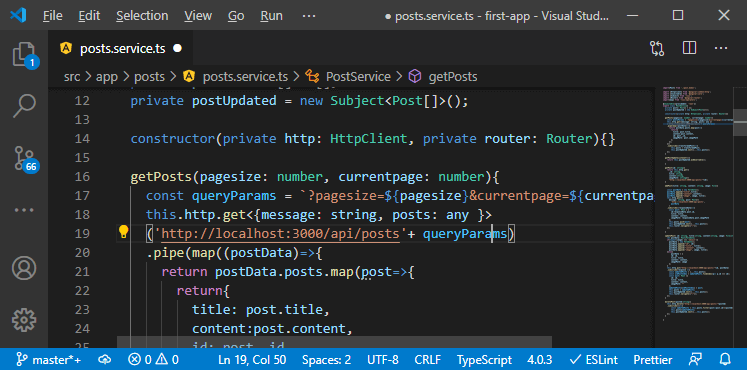 File Edit Selection View Go Run ··· ● posts.service.ts - first-app - Visual Stud...
1
66
posts.service.ts ●
src > app > posts > posts.service.ts > PostService > getPosts
12 private postUpdated = new Subject<Post[]>();
13
14 constructor(private http: HttpClient, private router: Router){}
15
16 getPosts(pagesize: number, currentpage: number){
17 const queryParams = `?pagesize=${pagesize}&currentpage=${currentpa
18 this.http.get<{message: string, posts: any }>
19 ('http://localhost:3000/api/posts'+ queryParams)
20 .pipe(map((postData)=>{
21 return postData.posts.map(post=>{
22 return{
23 title: post.title,
24 content:post.content,
25 id: post._id
master*+ 0 0 Ln 19, Col 50 Spaces: 2 UTF-8 CRLF TypeScript 4.0.3 ESLint Prettier